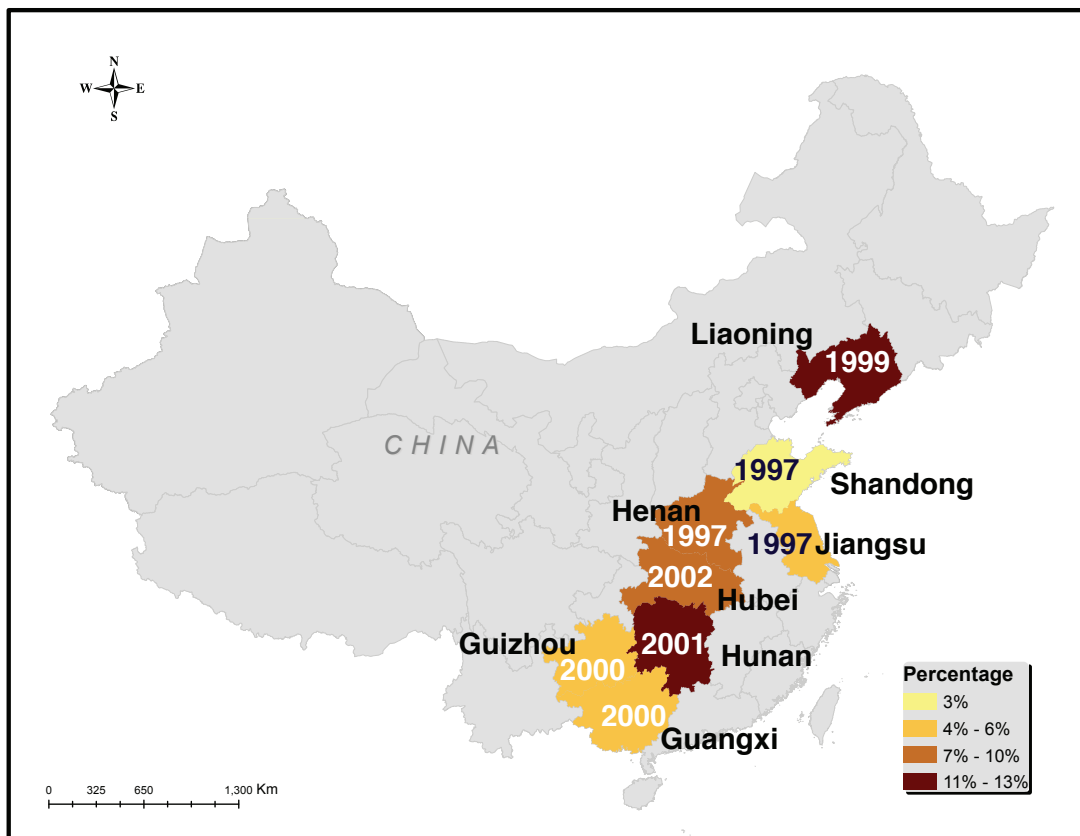 N
W E
S
Liaoning
1999
CHINA
1997
Shandong
Henan
1997
1997 Jiangsu
2002
Hubei
Guizhou
2001
Hunan
2000
2000
Guangxi
Percentage
3%
4% - 6%
7% - 10%
11% - 13%
0 325 650 1,300 Km